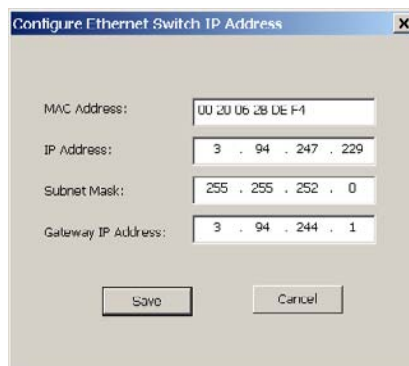 Configure Ethernet Switch IP Address
MAC Address: 00 20 06 2B DE F4
IP Address: 3 . 94 . 247 . 229
Subnet Mask: 255 . 255 . 252 . 0
Gateway IP Address: 3 . 94 . 244 . 1
Save Cancel